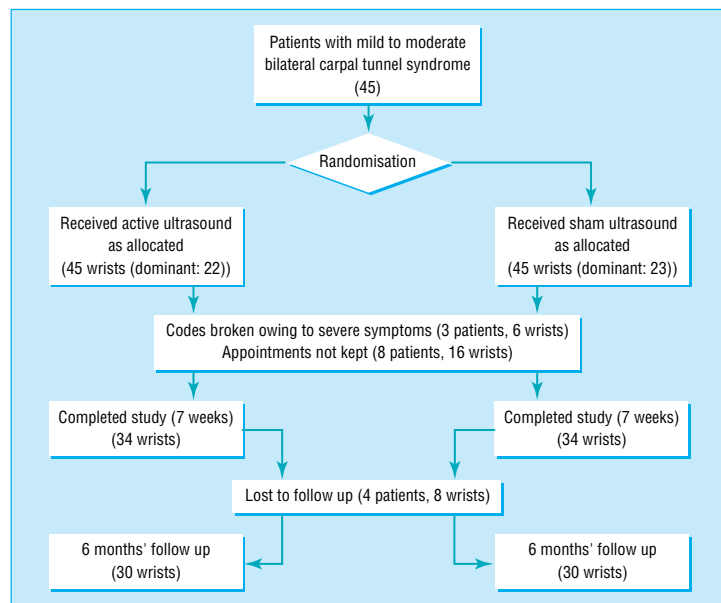 Patients with mild to moderate
bilateral carpal tunnel syndrome
(45)
Randomisation
Received active ultrasound
as allocated
(45 wrists (dominant: 22))
Received sham ultrasound
as allocated
(45 wrists (dominant: 23))
Codes broken owing to severe symptoms (3 patients, 6 wrists)
Appointments not kept (8 patients, 16 wrists)
Completed study (7 weeks)
(34 wrists)
Completed study (7 weeks)
(34 wrists)
Lost to follow up (4 patients, 8 wrists)
6 months' follow up
(30 wrists)
6 months' follow up
(30 wrists)